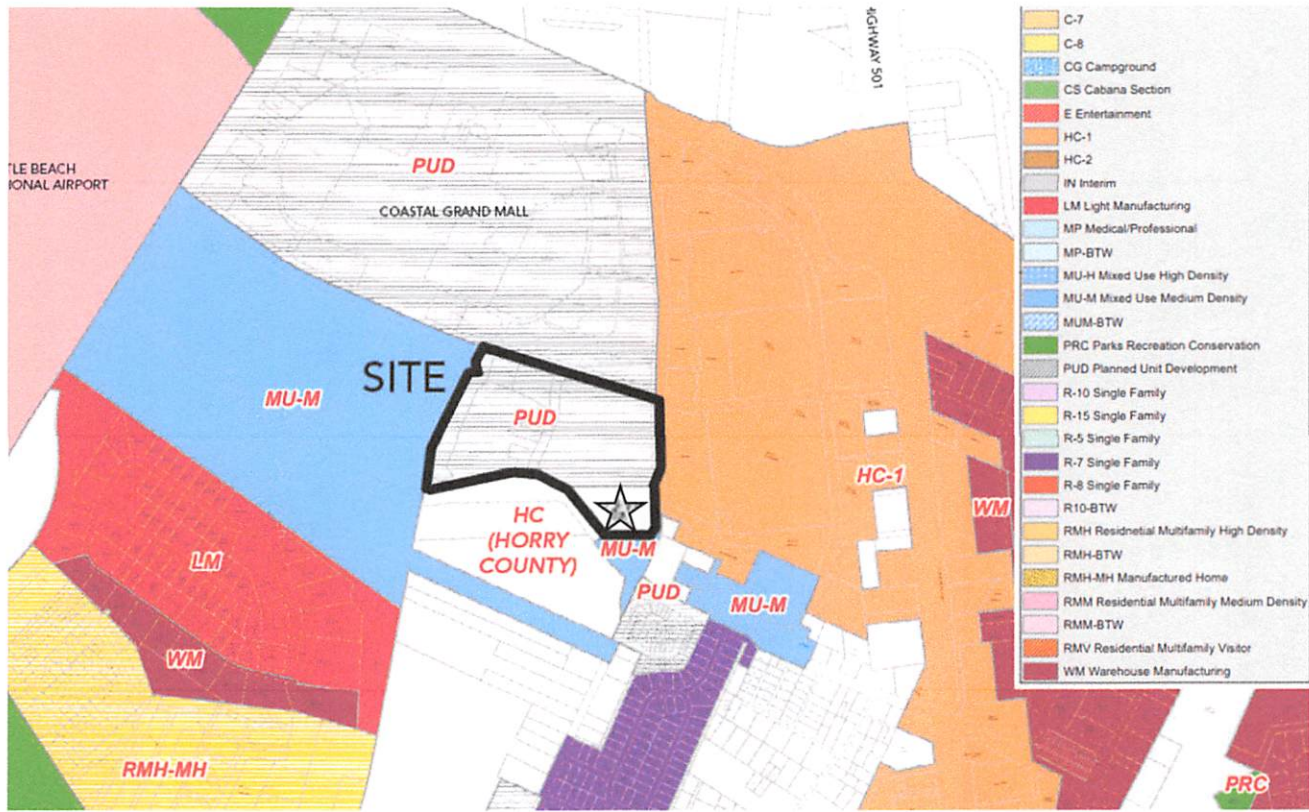 HIGHWAY 501
TLE BEACH
IONAL AIRPORT
PUD
COASTAL GRAND MALL
SITE
MU-M
PUD
HC
(HORRY
COUNTY)
MU-M
PUD
MU-M
HC-1
WM
LM
WM
RMH-MH
PRC
C-7
C-8
CG Campground
CS Cabana Section
E Entertainment
HC-1
HC-2
IN Interim
LM Light Manufacturing
MP Medical/Professional
MP-BTW
MU-H Mixed Use High Density
MU-M Mixed Use Medium Density
MUM-BTW
PRC Parks Recreation Conservation
PUD Planned Unit Development
R-10 Single Family
R-15 Single Family
R-5 Single Family
R-7 Single Family
R-8 Single Family
R10-BTW
RMH Residnetial Multifamily High Density
RMH-BTW
RMH-MH Manufactured Home
RMM Residential Multifamily Medium Density
RMM-BTW
RMV Residential Multifamily Visitor
WM Warehouse Manufacturing